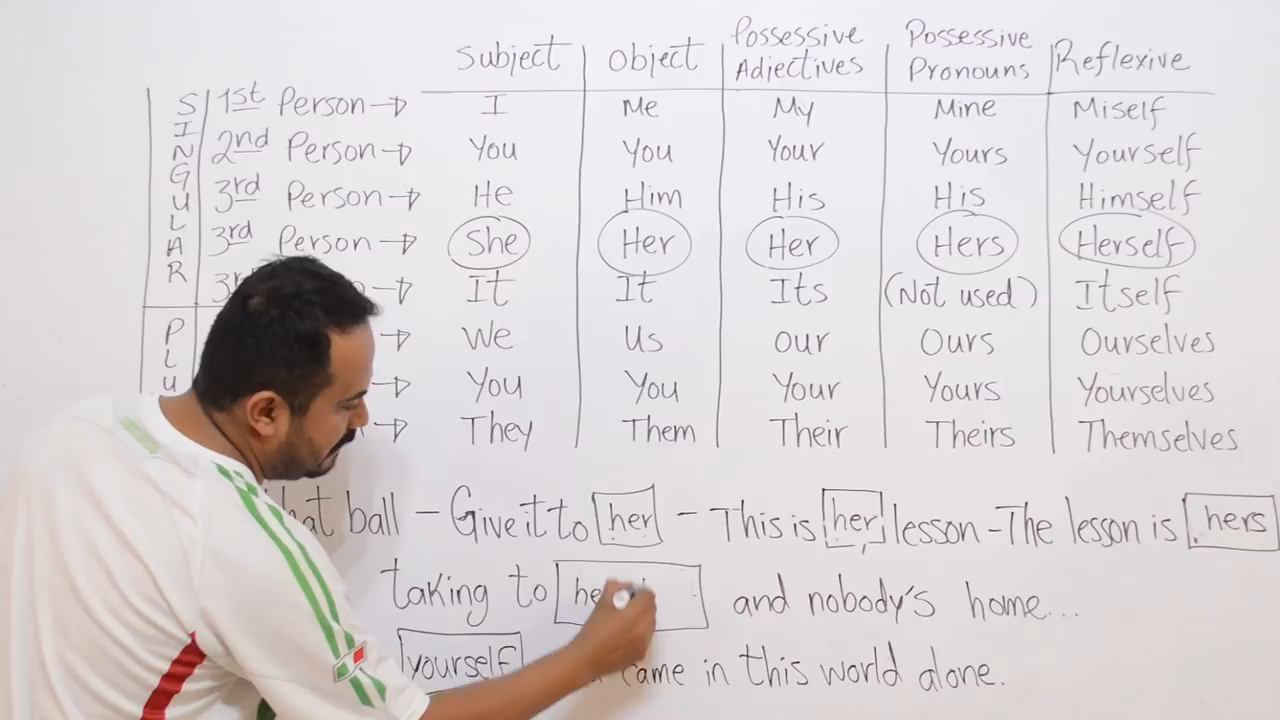 Subject Object Possessive Adjectives Possessive Pronouns Reflexive
SINGULAR 1st Person I Me My Mine Miself
2nd Person You You Your Yours Yourself
3rd Person He Him His His Himself
3rd Person She Her Her Hers Herself
3rd It It Its (Not used) Itself
PLU We Us our Ours Ourselves
You You Your Yours Yourselves
They Them Their Theirs Themselves
that ball - Give it to her - This is her lesson - The lesson is hers
taking to and nobody's home...
yourself came in this world alone.